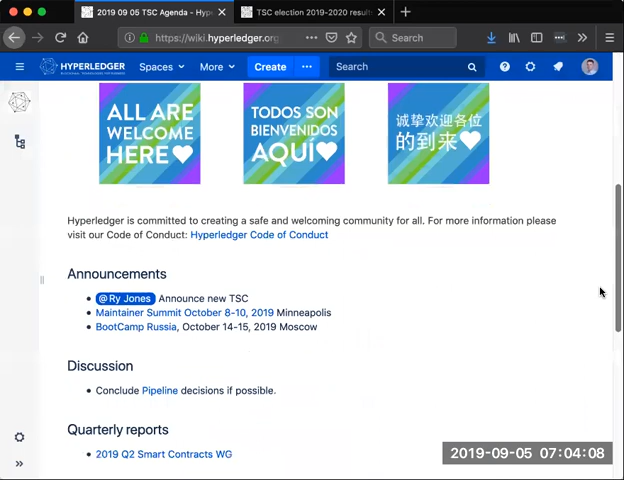 2019 09 05 TSC Agenda - Hyp
TSC election 2019-2020 result
https://wiki.hyperledger.org
Search
HYPERLEDGER
Spaces
More
Create
Search
ALL ARE
WELCOME
HERE
TODOS SON
BIENVENIDOS
AQUÍ
诚挚欢迎各位
的到来
Hyperledger is committed to creating a safe and welcoming community for all. For more information please
visit our Code of Conduct: Hyperledger Code of Conduct
Announcements
@Ry Jones Announce new TSC
Maintainer Summit October 8-10, 2019 Minneapolis
BootCamp Russia, October 14-15, 2019 Moscow
Discussion
Conclude Pipeline decisions if possible.
Quarterly reports
2019 Q2 Smart Contracts WG
2019-09-05 07:04:08